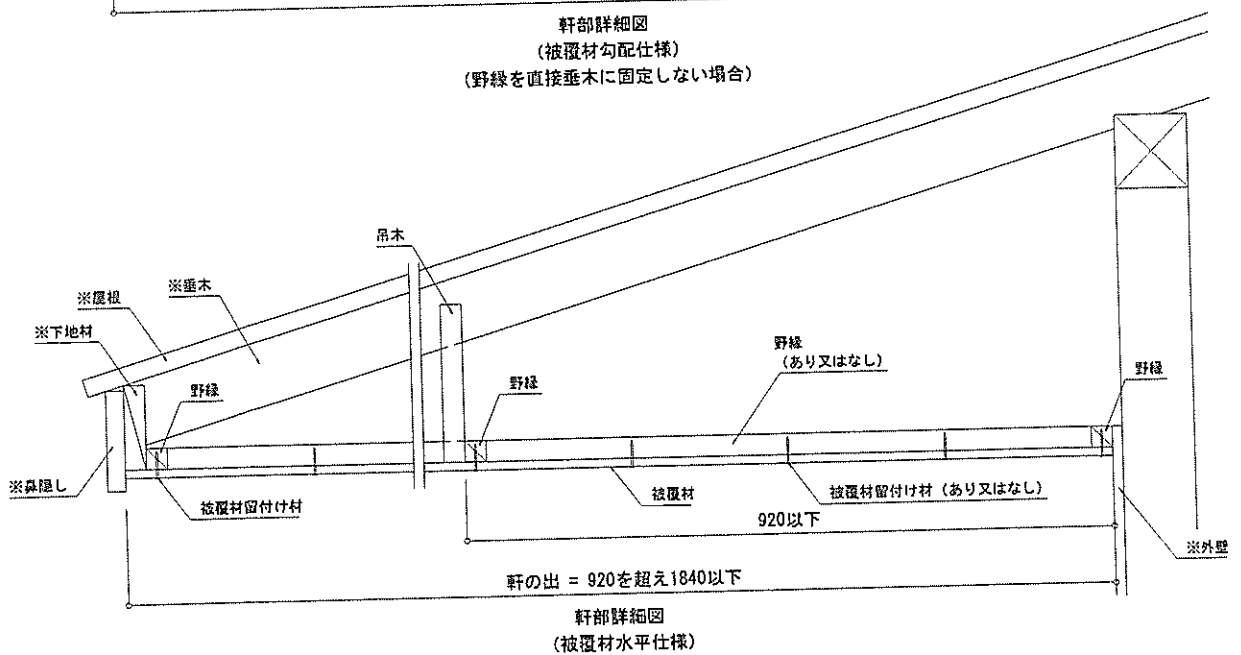 軒部詳細図
(被覆材勾配仕様)
(野縁を直接垂木に固定しない場合)
吊木
※屋根
※垂木
※下地材
野縁
野縁
野縁
(あり又はなし)
野縁
※鼻隠し
被覆材留付け材
被覆材
被覆材留付け材 (あり又はなし)
920以下
※外壁
軒の出 = 920を超え1840以下
軒部詳細図
(被覆材水平仕様)